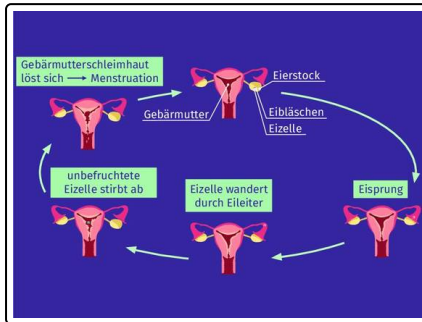 Gebärmutterschleimhaut
löst sich → Menstruation
Eierstock
Gebärmutter
Eibläschen
Eizelle
unbefruchtete
Eizelle stirbt ab
Eizelle wandert
durch Eileiter
Eisprung